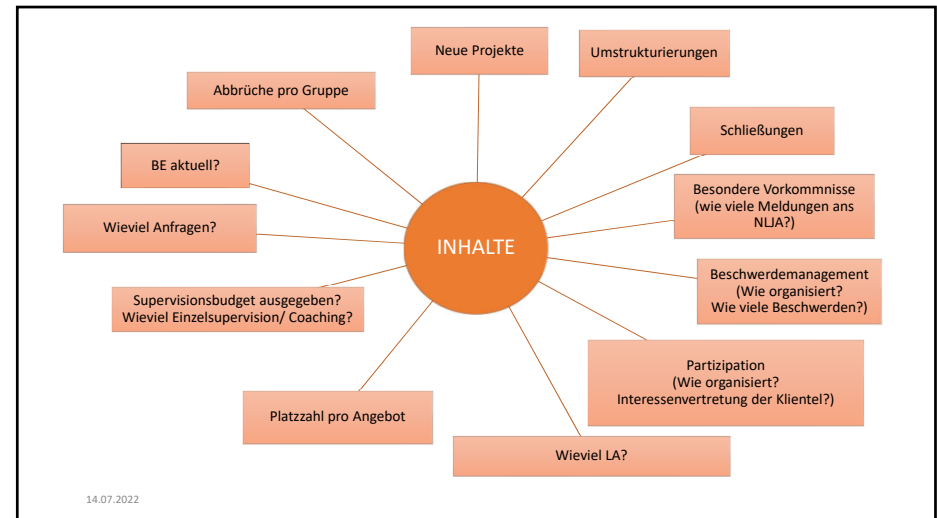 Neue Projekte
Umstrukturierungen
Abbrüche pro Gruppe
Schließungen
BE aktuell?
Besondere Vorkommnisse
(wie viele Meldungen ans
NLJA?)
Wieviel Anfragen?
INHALTE
Beschwerdemanagement
(Wie organisiert?
Wie viele Beschwerden?)
Supervisionsbudget ausgegeben?
Wieviel Einzelsupervision/ Coaching?
Partizipation
(Wie organisiert?
Interessenvertretung der Klientel?)
Platzzahl pro Angebot
Wieviel LA?
14.07.2022